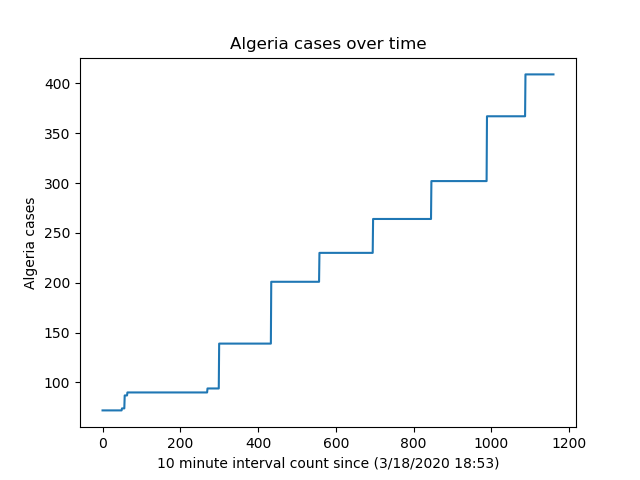 Algeria cases over time
400
350
300
250
200
150
100
Algeria cases
0 200 400 600 800 1000 1200
10 minute interval count since (3/18/2020 18:53)